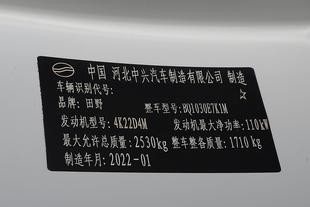 中国 河北中兴汽车制造有限公司 制造
车辆识别代号:
品牌: 田野 整车型号: BQ1030E7K1M
发动机型号: 4K22D4M 发动机最大净功率: 110kW
最大允许总质量: 2530kg 整车整备质量: 1710 kg
制造年月: 2022-01